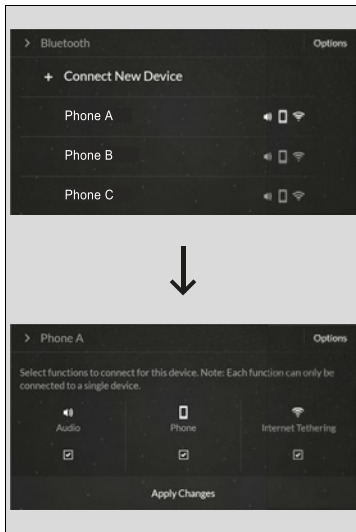 > Bluetooth
Options
+ Connect New Device
Phone A
Phone B
Phone C
> Phone A
Options
Select functions to connect for this device. Note: Each function can only be
connected to a single device.
Audio
Phone
Internet Tethering
Apply Changes